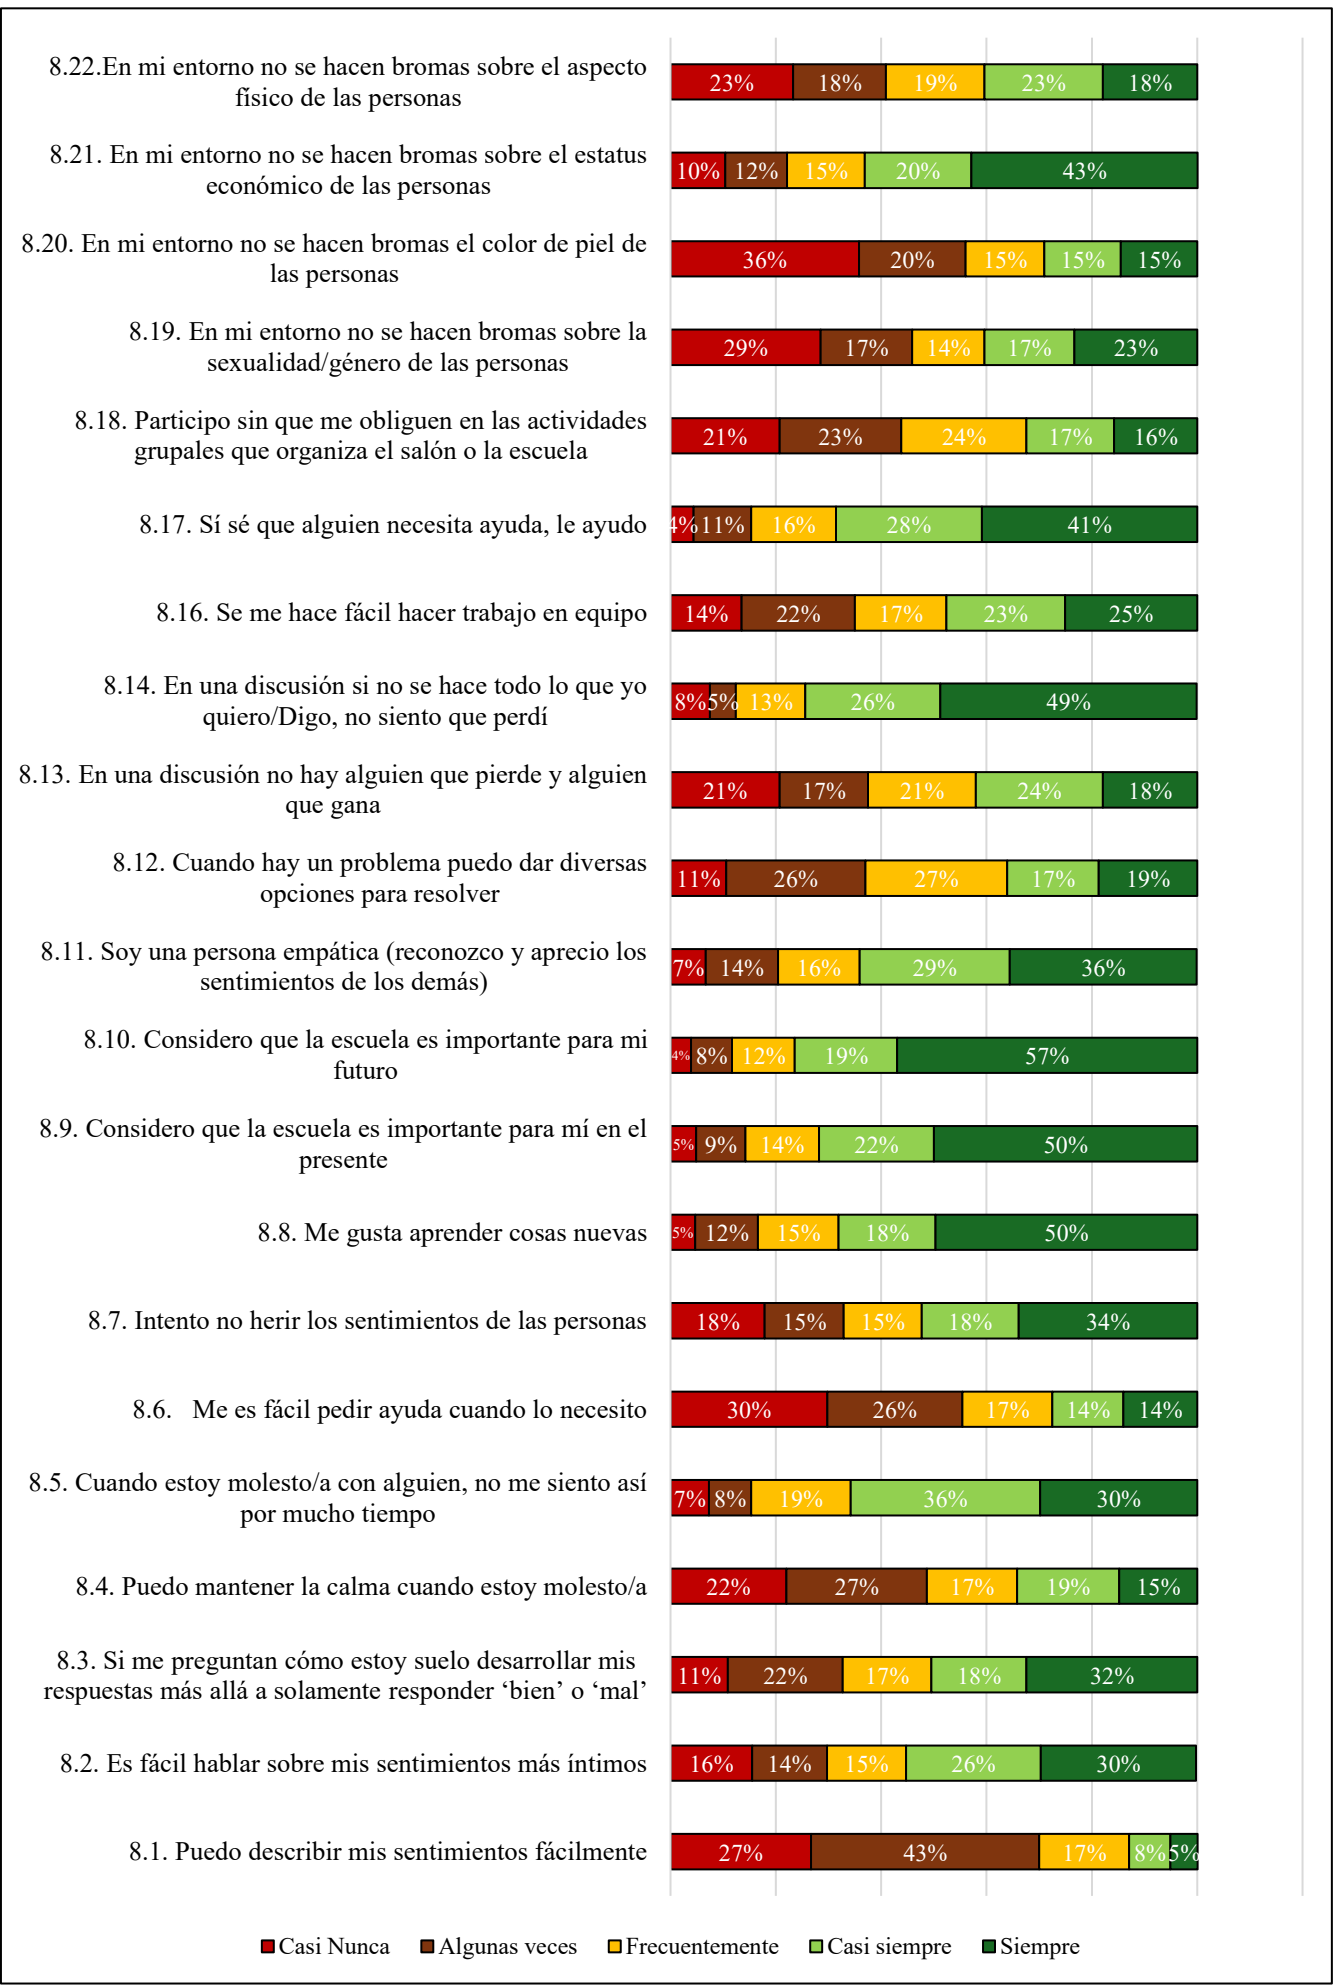 8.22.En mi entorno no se hacen bromas sobre el aspecto
físico de las personas
23% 18% 19% 23% 18%
8.21. En mi entorno no se hacen bromas sobre el estatus
económico de las personas
10% 12% 15% 20% 43%
8.20. En mi entorno no se hacen bromas el color de piel de
las personas
36% 20% 15% 15% 15%
8.19. En mi entorno no se hacen bromas sobre la
sexualidad/género de las personas
29% 17% 14% 17% 23%
8.18. Participo sin que me obliguen en las actividades
grupales que organiza el salón o la escuela
21% 23% 24% 17% 16%
8.17. Sí sé que alguien necesita ayuda, le ayudo
4% 11% 16% 28% 41%
8.16. Se me hace fácil hacer trabajo en equipo
14% 22% 17% 23% 25%
8.14. En una discusión si no se hace todo lo que yo
quiero/Digo, no siento que perdí
8% 5% 13% 26% 49%
8.13. En una discusión no hay alguien que pierde y alguien
que gana
21% 17% 21% 24% 18%
8.12. Cuando hay un problema puedo dar diversas
opciones para resolver
11% 26% 27% 17% 19%
8.11. Soy una persona empática (reconozco y aprecio los
sentimientos de los demás)
7% 14% 16% 29% 36%
8.10. Considero que la escuela es importante para mi
futuro
4% 8% 12% 19% 57%
8.9. Considero que la escuela es importante para mí en el
presente
5% 9% 14% 22% 50%
8.8. Me gusta aprender cosas nuevas
5% 12% 15% 18% 50%
8.7. Intento no herir los sentimientos de las personas
18% 15% 15% 18% 34%
8.6. Me es fácil pedir ayuda cuando lo necesito
30% 26% 17% 14% 14%
8.5. Cuando estoy molesto/a con alguien, no me siento así
por mucho tiempo
7% 8% 19% 36% 30%
8.4. Puedo mantener la calma cuando estoy molesto/a
22% 27% 17% 19% 15%
8.3. Si me preguntan cómo estoy suelo desarrollar mis
respuestas más allá a solamente responder ‘bien’ o ‘mal’
11% 22% 17% 18% 32%
8.2. Es fácil hablar sobre mis sentimientos más íntimos
16% 14% 15% 26% 30%
8.1. Puedo describir mis sentimientos fácilmente
27% 43% 17% 8% 5%
Casi Nunca Algunas veces Frecuentemente Casi siempre Siempre